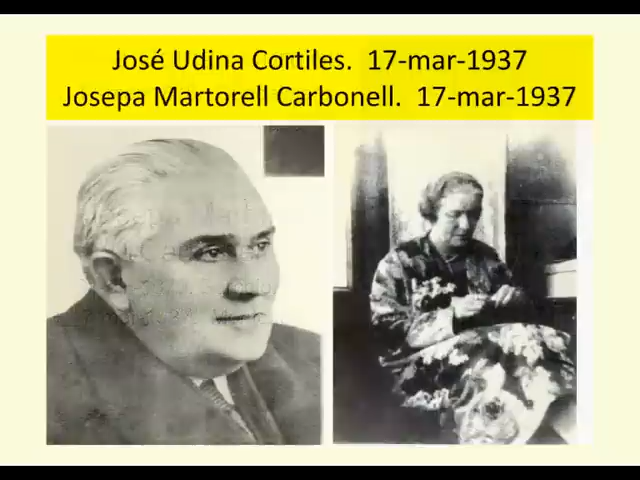 José Udina Cortiles. 17-mar-1937
Josepa Martorell Carbonell. 17-mar-1937